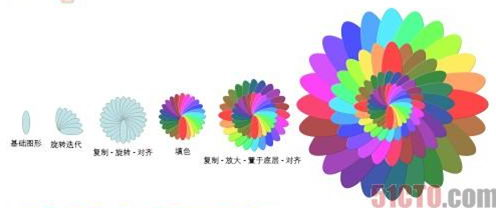 基础图形
旋转迭代
复制-旋转-对齐
填色
复制-放大-置于底层-对齐
51CTO.com